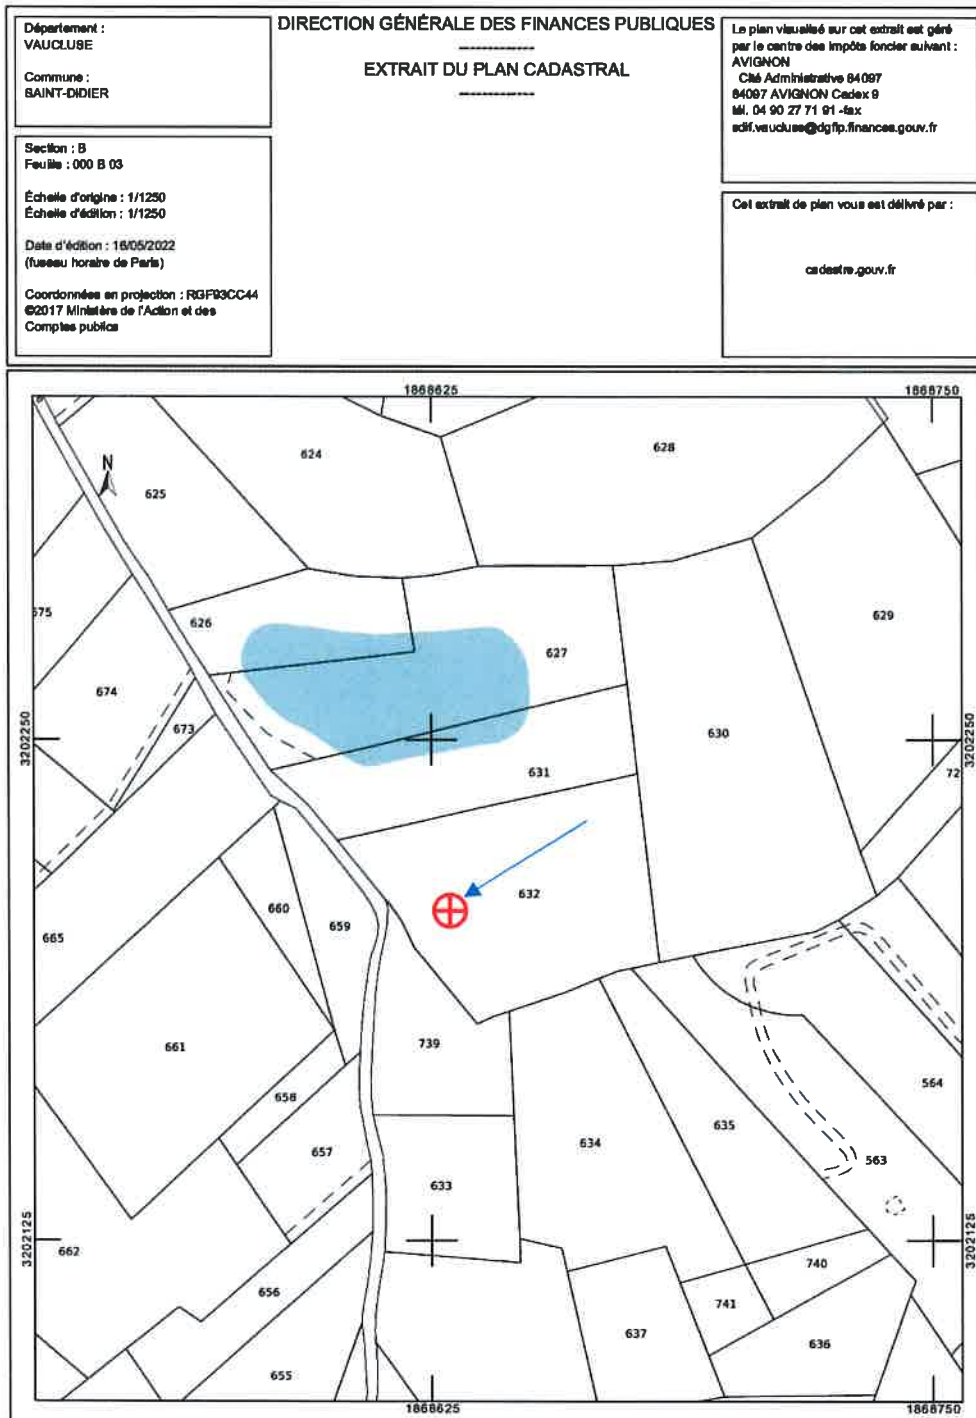 Département :
VAUCLUSE
Commune :
SAINT-DIDIER
Section : B
Feuille : 000 B 03
Échelle d'origine : 1/1250
Échelle d'édition : 1/1250
Date d'édition : 16/05/2022
(fuseau horaire de Paris)
Coordonnées en projection : RGF93CC44
©2017 Ministère de l'Action et des
Comptes publics
DIRECTION GÉNÉRALE DES FINANCES PUBLIQUES
EXTRAIT DU PLAN CADASTRAL
Le plan visualisé sur cet extrait est géré
par le centre des impôts foncier suivant :
AVIGNON
Cité Administrative 84097
84097 AVIGNON Cedex 9
tél. 04 90 27 71 91 -fax
sdif.vaucluse@dgfip.finances.gouv.fr
Cet extrait de plan vous est délivré par :
cadastre.gouv.fr
1868625
1868750
N
624
628
625
626
675
629
627
674
673
3202250
630
3202250
631
72
632
660
659
665
661
739
658
564
635
634
657
563
633
3202125
662
3202125
740
656
741
637
636
655
1868625
1868750